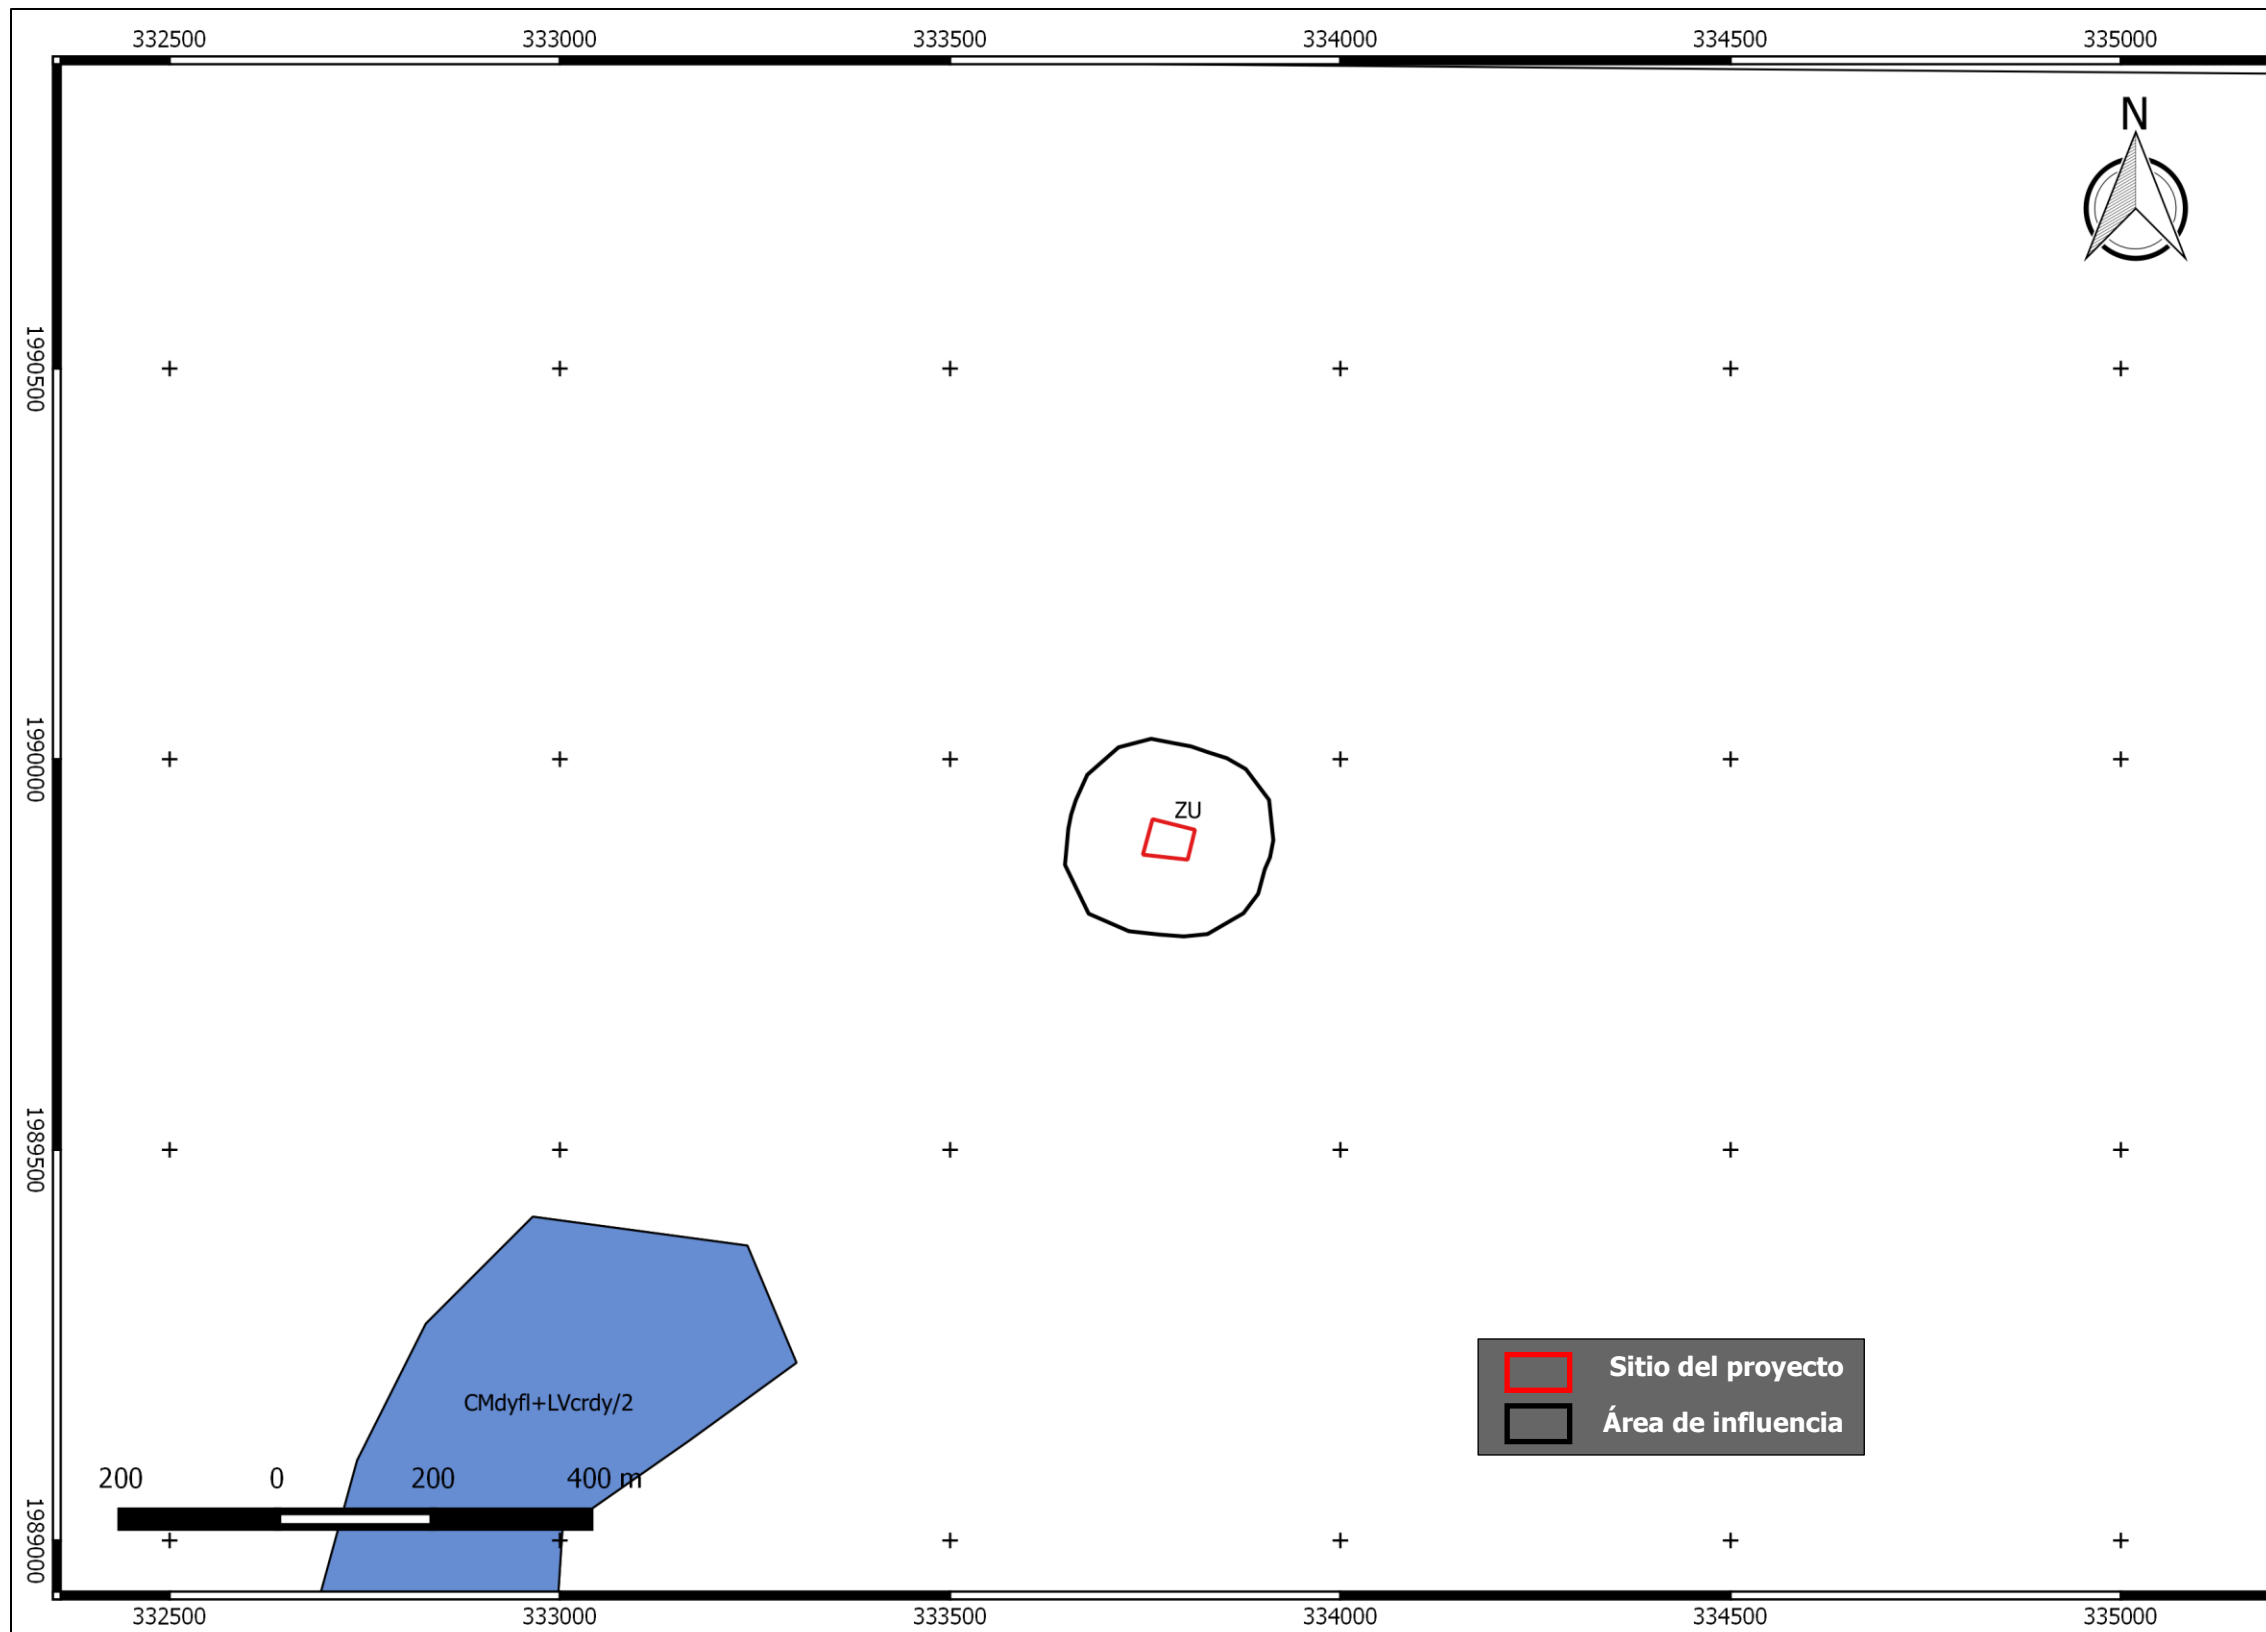 332500 333000 333500 334000 334500 335000
N
1990500
1990000
ZU
1989500
Sitio del proyecto
CMdyfl+LVcrdy/2
Área de influencia
200 0 200 400 m
1989000
332500 333000 333500 334000 334500 335000